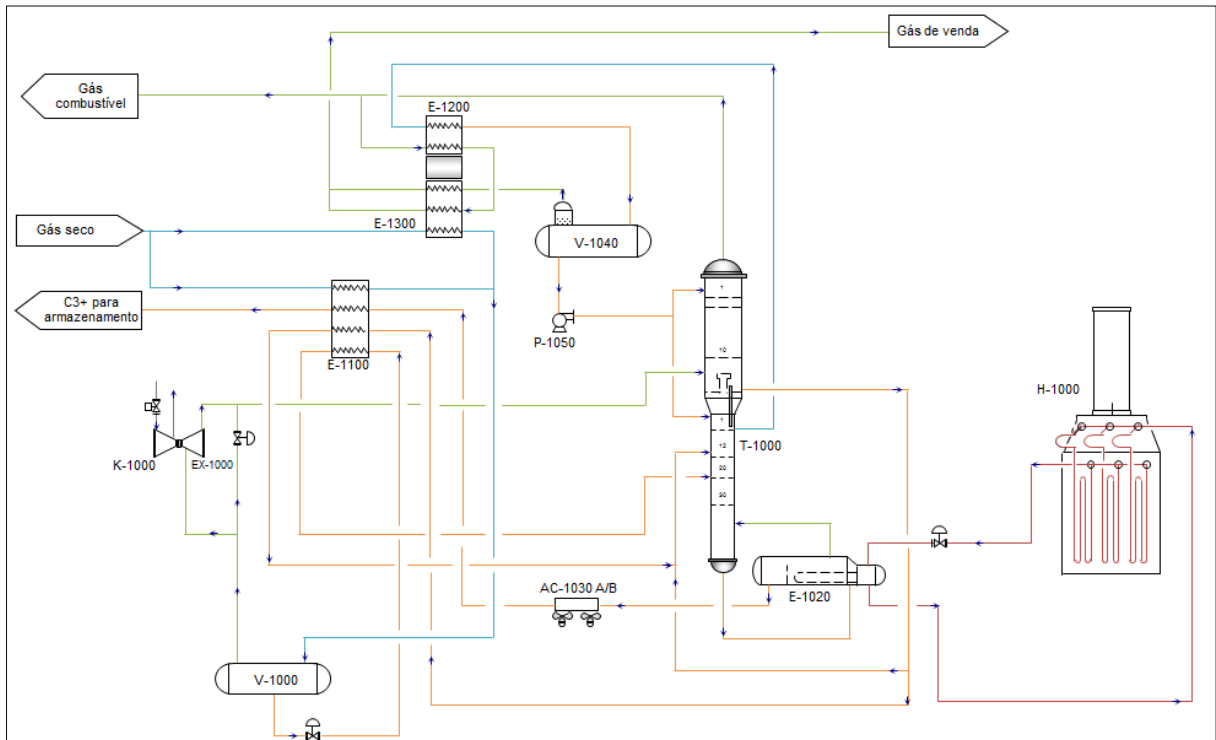 Gás de venda
Gás
combustível
E-1200
Gás seco
E-1300
V-1040
C3+ para
armazenamento
E-1100
P-1050
1
10
1
12
20
30
T-1000
H-1000
K-1000
EX-1000
AC-1030 A/B
E-1020
V-1000